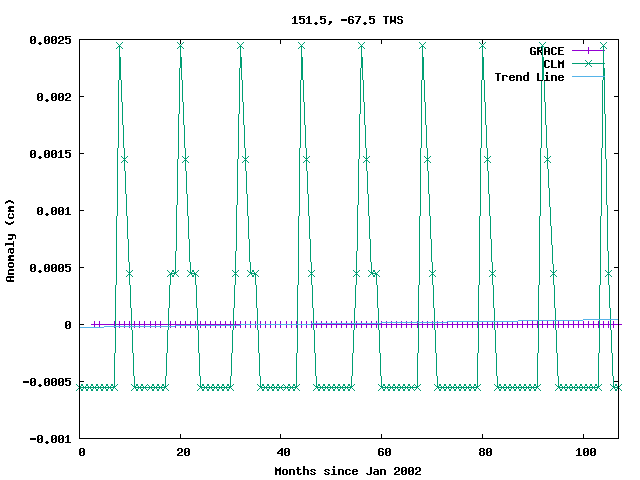 151.5, -67.5 TWS
GRACE
CLM
Trend Line
0.0025
0.002
0.0015
0.001
0.0005
0
-0.0005
-0.001
Anomaly (cm)
0 20 40 60 80 100
Months since Jan 2002